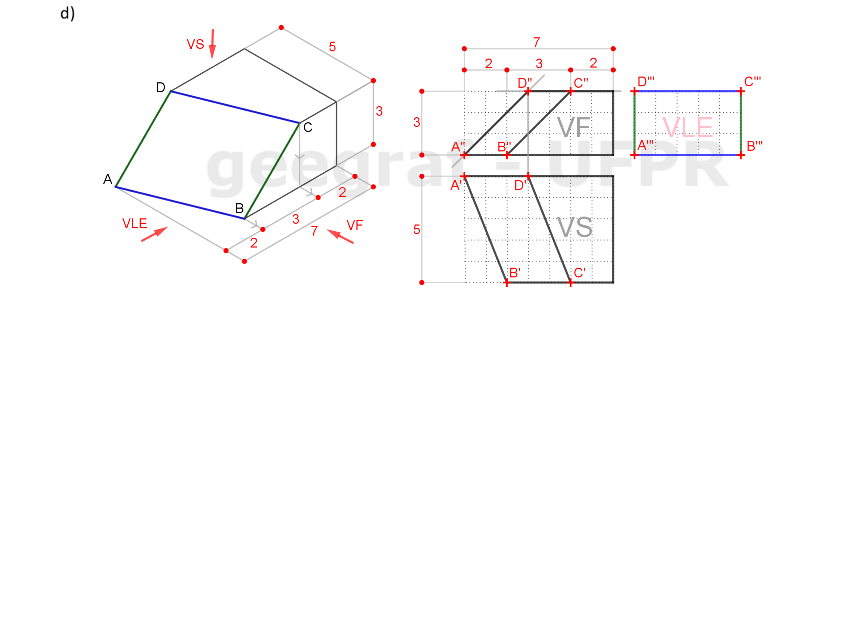 d)
VS
5
D
C
3
A
B
2
3
7
2
VLE
VF
7
2
3
2
D" C"
3
VF
A" B"
D''' C'''
VLE
A''' B'''
A' D'
5
VS
B' C'
geegraf - UFPR